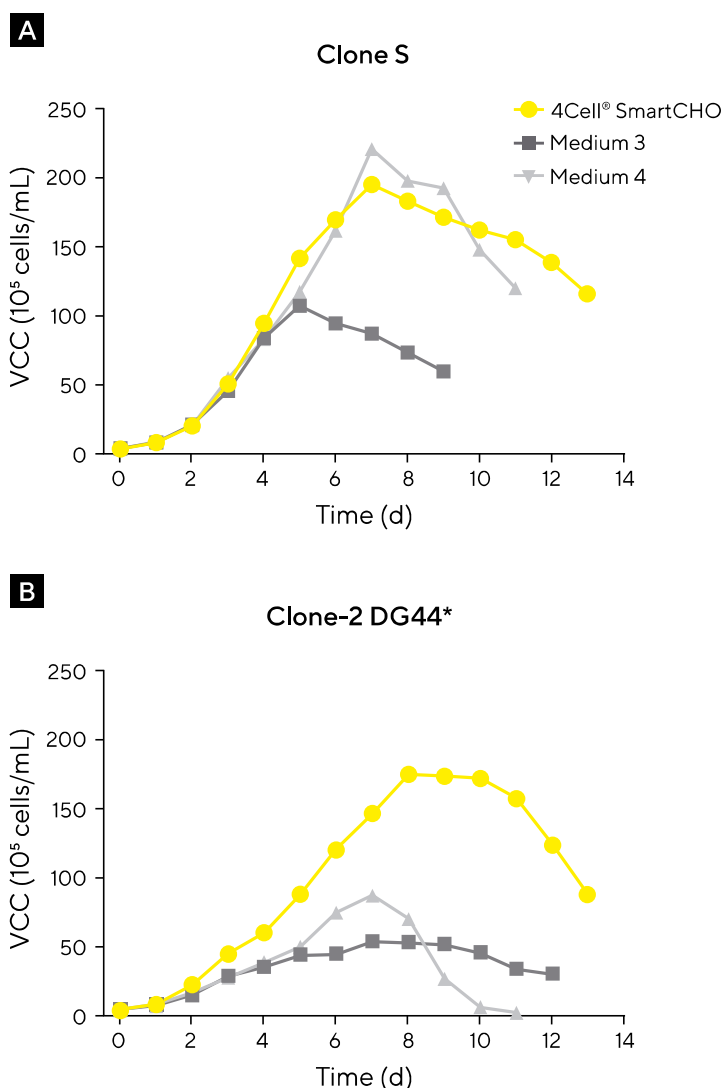 A
Clone S
250
200
150
100
50
0
VCC (10⁵ cells/mL)
0 2 4 6 8 10 12 14
Time (d)
4Cell® SmartCHO
Medium 3
Medium 4
B
Clone-2 DG44*
250
200
150
100
50
0
VCC (10⁵ cells/mL)
0 2 4 6 8 10 12 14
Time (d)